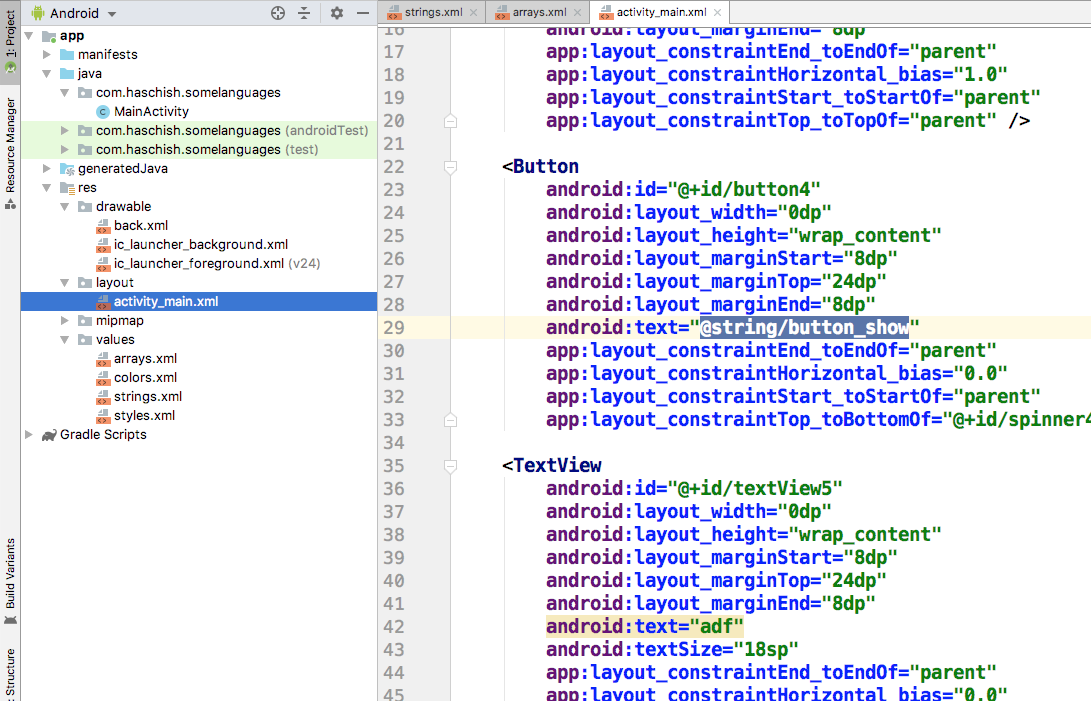 1: Project
Resource Manager
Build Variants
: Structure
Android
app
manifests
java
com.haschish.somelanguages
MainActivity
com.haschish.somelanguages (androidTest)
com.haschish.somelanguages (test)
generatedJava
res
drawable
back.xml
ic_launcher_background.xml
ic_launcher_foreground.xml (v24)
layout
activity_main.xml
mipmap
values
arrays.xml
colors.xml
strings.xml
styles.xml
Gradle Scripts
strings.xml arrays.xml activity_main.xml
16 android:layout_marginEnd="8dp"
17 app:layout_constraintEnd_toEndOf="parent"
18 app:layout_constraintHorizontal_bias="1.0"
19 app:layout_constraintStart_toStartOf="parent"
20 app:layout_constraintTop_toTopOf="parent" />
21
22 <Button
23 android:id="@+id/button4"
24 android:layout_width="0dp"
25 android:layout_height="wrap_content"
26 android:layout_marginStart="8dp"
27 android:layout_marginTop="24dp"
28 android:layout_marginEnd="8dp"
29 android:text="@string/button_show"
30 app:layout_constraintEnd_toEndOf="parent"
31 app:layout_constraintHorizontal_bias="0.0"
32 app:layout_constraintStart_toStartOf="parent"
33 app:layout_constraintTop_toBottomOf="@+id/spinner4
34
35 <TextView
36 android:id="@+id/textView5"
37 android:layout_width="0dp"
38 android:layout_height="wrap_content"
39 android:layout_marginStart="8dp"
40 android:layout_marginTop="24dp"
41 android:layout_marginEnd="8dp"
42 android:text="adf"
43 android:textSize="18sp"
44 app:layout_constraintEnd_toEndOf="parent"
45 app:layout_constraintHorizontal_bias="0.0"